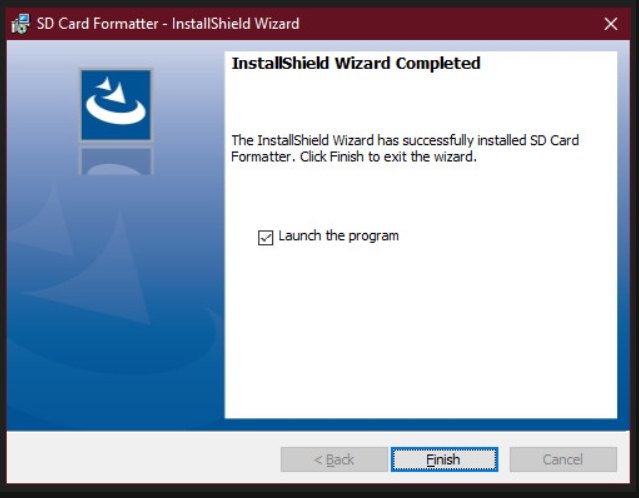 SD Card Formatter - InstallShield Wizard
InstallShield Wizard Completed
The InstallShield Wizard has successfully installed SD Card
Formatter. Click Finish to exit the wizard.
Launch the program
< Back
Finish
Cancel